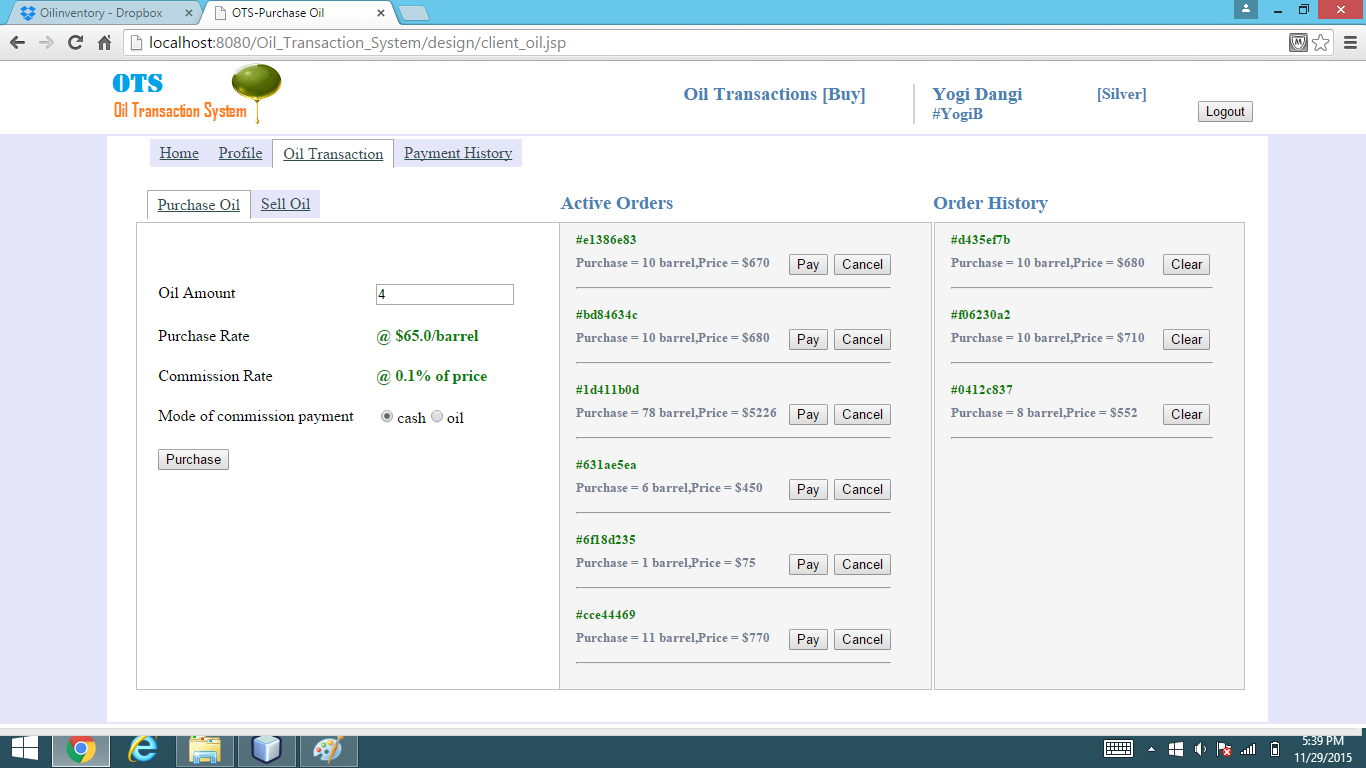 Oilinventory - Dropbox
OTS-Purchase Oil
localhost:8080/Oil_Transaction_System/design/client_oil.jsp
OTS
Oil Transaction System
Oil Transactions [Buy]
Yogi Dangi
[Silver]
#YogiB
Logout
Home Profile Oil Transaction Payment History
Purchase Oil Sell Oil
Oil Amount 4
Purchase Rate @ $65.0/barrel
Commission Rate @ 0.1% of price
Mode of commission payment cash oil
Purchase
Active Orders
#e1386e83
Purchase = 10 barrel,Price = $670 Pay Cancel
#bd84634c
Purchase = 10 barrel,Price = $680 Pay Cancel
#1d411b0d
Purchase = 78 barrel,Price = $5226 Pay Cancel
#631ae5ea
Purchase = 6 barrel,Price = $450 Pay Cancel
#6f18d235
Purchase = 1 barrel,Price = $75 Pay Cancel
#cce44469
Purchase = 11 barrel,Price = $770 Pay Cancel
Order History
#d435ef7b
Purchase = 10 barrel,Price = $680 Clear
#f06230a2
Purchase = 10 barrel,Price = $710 Clear
#0412c837
Purchase = 8 barrel,Price = $552 Clear
5:39 PM
11/29/2015